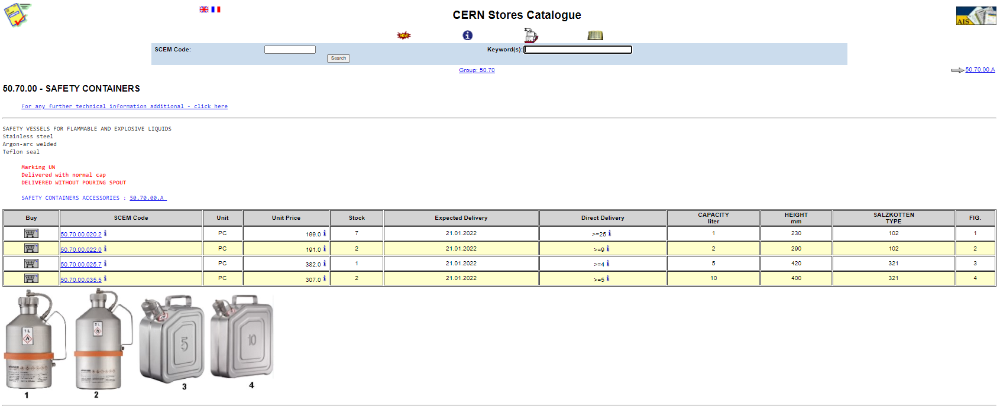 CERN Stores Catalogue
AIS
SCEM Code:
Keyword(s):
Search
Group: 50.70
50.70.00.A
50.70.00 - SAFETY CONTAINERS
For any further technical information additional - click here
SAFETY VESSELS FOR FLAMMABLE AND EXPLOSIVE LIQUIDS
Stainless steel
Argon-arc welded
Teflon seal
Marking UN
Delivered with normal cap
DELIVERED WITHOUT POURING SPOUT
SAFETY CONTAINERS ACCESSORIES : 50.70.00.A
Buy SCEM Code Unit Unit Price Stock Expected Delivery Direct Delivery CAPACITY liter HEIGHT mm SALZKOTTEN TYPE FIG.
50.70.00.020.2 PC 199.0 7 21.01.2022 >=25 1 230 102 1
50.70.00.022.0 PC 191.0 2 21.01.2022 >=9 2 290 102 2
50.70.00.025.7 PC 382.0 1 21.01.2022 >=4 5 420 321 3
50.70.00.035.5 PC 307.0 2 21.01.2022 >=5 10 400 321 4
1 L
2 L
5
10
1
2
3
4